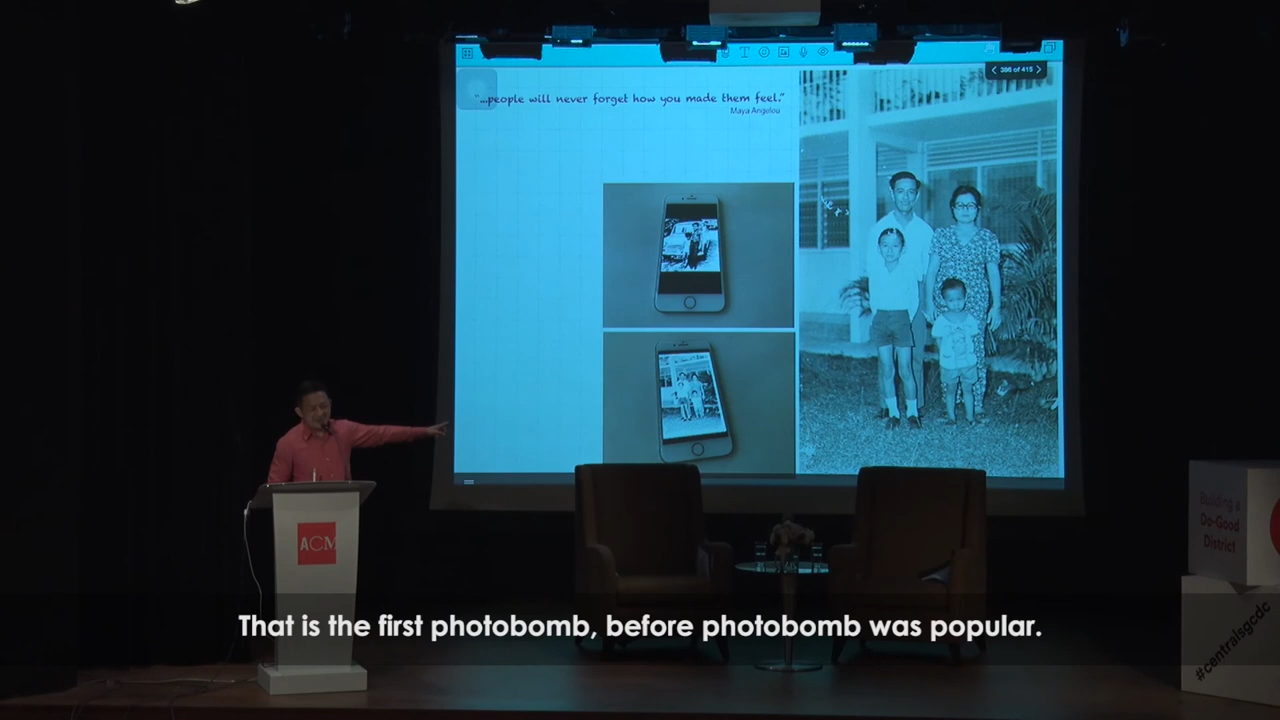 386 of 415
"...people will never forget how you made them feel."
Maya Angelou
ACM
Building a
Do-Good
District
#centralsgcdc
That is the first photobomb, before photobomb was popular.